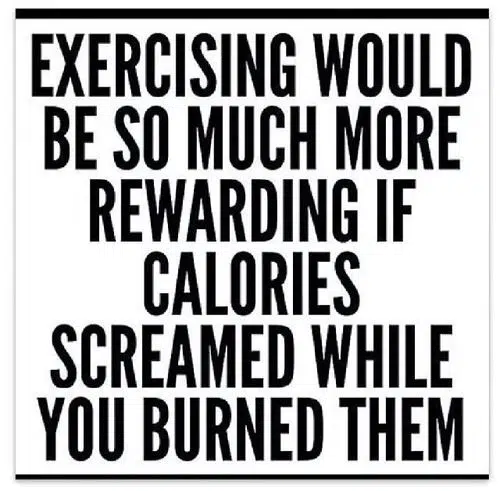 EXERCISING WOULD
BE SO MUCH MORE
REWARDING IF
CALORIES
SCREAMED WHILE
YOU BURNED THEM